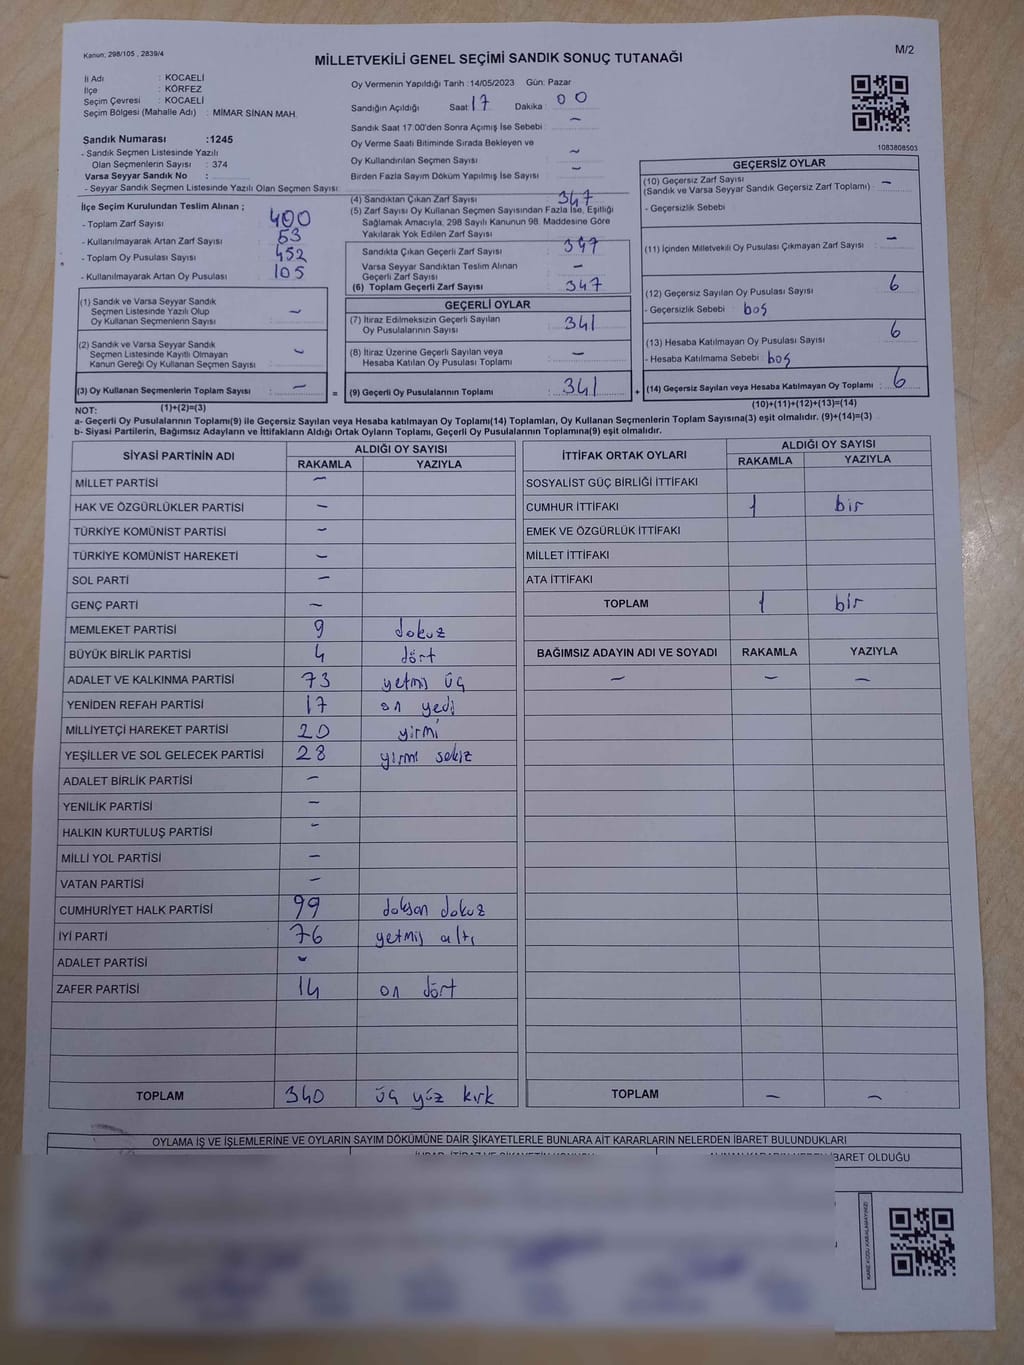 Kanun; 298/105 , 2839/4
MİLLETVEKİLİ GENEL SEÇİMİ SANDIK SONUÇ TUTANAĞI
M/2
İl Adı : KOCAELİ
İlçe : KÖRFEZ
Seçim Çevresi : KOCAELİ
Seçim Bölgesi (Mahalle Adı) : MİMAR SİNAN MAH.
Sandık Numarası :1245
- Sandık Seçmen Listesinde Yazılı
Olan Seçmenlerin Sayısı : 374
Varsa Seyyar Sandık No :
- Seyyar Sandık Seçmen Listesinde Yazılı Olan Seçmen Sayısı:
İlçe Seçim Kurulundan Teslim Alınan ;
- Toplam Zarf Sayısı : 400
- Kullanılmayarak Artan Zarf Sayısı : 53
- Toplam Oy Pusulası Sayısı : 452
- Kullanılmayarak Artan Oy Pusulası : 105
(1) Sandık ve Varsa Seyyar Sandık
Seçmen Listesinde Yazılı Olup
Oy Kullanan Seçmenlerin Sayısı : –
(2) Sandık ve Varsa Seyyar Sandık
Seçmen Listesinde Kayıtlı Olmayan
Kanun Gereği Oy Kullanan Seçmen Sayısı : –
(3) Oy Kullanan Seçmenlerin Toplam Sayısı : –
(1)+(2)=(3)
Oy Vermenin Yapıldığı Tarih :14/05/2023 Gün: Pazar
Sandığın Açıldığı Saat 17 Dakika : 00
Sandık Saat 17:00'den Sonra Açımış İse Sebebi : –
Oy Verme Saati Bitiminde Sırada Bekleyen ve
Oy Kullandırılan Seçmen Sayısı : –
Birden Fazla Sayım Döküm Yapılmış İse Sayısı : –
(4) Sandıktan Çıkan Zarf Sayısı : 347
(5) Zarf Sayısı Oy Kullanan Seçmen Sayısından Fazla İse, Eşitliği
Sağlamak Amacıyla, 298 Sayılı Kanunun 98. Maddesine Göre
Yakılarak Yok Edilen Zarf Sayısı :
Sandıkta Çıkan Geçerli Zarf Sayısı : 347
Varsa Seyyar Sandıktan Teslim Alınan
Geçerli Zarf Sayısı : –
(6) Toplam Geçerli Zarf Sayısı : 347
GEÇERLİ OYLAR
(7) İtiraz Edilmeksizin Geçerli Sayılan
Oy Pusulalarının Sayısı : 341
(8) İtiraz Üzerine Geçerli Sayılan veya
Hesaba Katılan Oy Pusulası Toplamı : –
= (9) Geçerli Oy Pusulalarının Toplamı : 341
1083808503
GEÇERSİZ OYLAR
(10) Geçersiz Zarf Sayısı : –
(Sandık ve Varsa Seyyar Sandık Geçersiz Zarf Toplamı)
- Geçersizlik Sebebi :
(11) İçinden Milletvekili Oy Pusulası Çıkmayan Zarf Sayısı : –
(12) Geçersiz Sayılan Oy Pusulası Sayısı : 6
- Geçersizlik Sebebi : boş
(13) Hesaba Katılmayan Oy Pusulası Sayısı : 6
- Hesaba Katılmama Sebebi : boş
+ (14) Geçersiz Sayılan veya Hesaba Katılmayan Oy Toplamı : 6
(10)+(11)+(12)+(13)=(14)
NOT:
a- Geçerli Oy Pusulalarının Toplamı(9) ile Geçersiz Sayılan veya Hesaba katılmayan Oy Toplamı(14) Toplamları, Oy Kullanan Seçmenlerin Toplam Sayısına(3) eşit olmalıdır. (9)+(14)=(3)
b- Siyasi Partilerin, Bağımsız Adayların ve İttifakların Aldığı Ortak Oyların Toplamı, Geçerli Oy Pusulalarının Toplamına(9) eşit olmalıdır.
SİYASİ PARTİNİN ADI ALDIĞI OY SAYISI
RAKAMLA YAZIYLA
MİLLET PARTİSİ –
HAK VE ÖZGÜRLÜKLER PARTİSİ –
TÜRKİYE KOMÜNİST PARTİSİ –
TÜRKİYE KOMÜNİST HAREKETİ –
SOL PARTİ –
GENÇ PARTİ –
MEMLEKET PARTİSİ 9 dokuz
BÜYÜK BİRLİK PARTİSİ 4 dört
ADALET VE KALKINMA PARTİSİ 73 yetmiş üç
YENİDEN REFAH PARTİSİ 17 on yedi
MİLLİYETÇİ HAREKET PARTİSİ 20 yirmi
YEŞİLLER VE SOL GELECEK PARTİSİ 28 yirmi sekiz
ADALET BİRLİK PARTİSİ –
YENİLİK PARTİSİ –
HALKIN KURTULUŞ PARTİSİ –
MİLLİ YOL PARTİSİ –
VATAN PARTİSİ –
CUMHURİYET HALK PARTİSİ 99 doksan dokuz
İYİ PARTİ 76 yetmiş altı
ADALET PARTİSİ –
ZAFER PARTİSİ 14 on dört
TOPLAM 340 üç yüz kırk
İTTİFAK ORTAK OYLARI ALDIĞI OY SAYISI
RAKAMLA YAZIYLA
SOSYALİST GÜÇ BİRLİĞİ İTTİFAKI
CUMHUR İTTİFAKI 1 bir
EMEK VE ÖZGÜRLÜK İTTİFAKI
MİLLET İTTİFAKI
ATA İTTİFAKI
TOPLAM 1 bir
BAĞIMSIZ ADAYIN ADI VE SOYADI RAKAMLA YAZIYLA
– – –
TOPLAM – –
OYLAMA İŞ VE İŞLEMLERİNE VE OYLARIN SAYIM DÖKÜMÜNE DAİR ŞİKAYETLERLE BUNLARA AİT KARARLARIN NELERDEN İBARET BULUNDUKLARI
İBARET OLDUĞU
KARE KODU KARALAMAYINIZ!